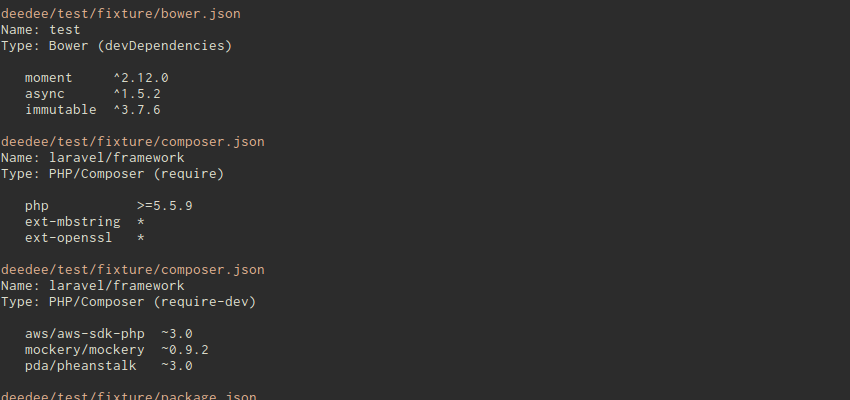 deedee/test/fixture/bower.json
Name: test
Type: Bower (devDependencies)
moment ^2.12.0
async ^1.5.2
immutable ^3.7.6
deedee/test/fixture/composer.json
Name: laravel/framework
Type: PHP/Composer (require)
php >=5.5.9
ext-mbstring *
ext-openssl *
deedee/test/fixture/composer.json
Name: laravel/framework
Type: PHP/Composer (require-dev)
aws/aws-sdk-php ~3.0
mockery/mockery ~0.9.2
pda/pheanstalk ~3.0
deedee/test/fixture/package.json